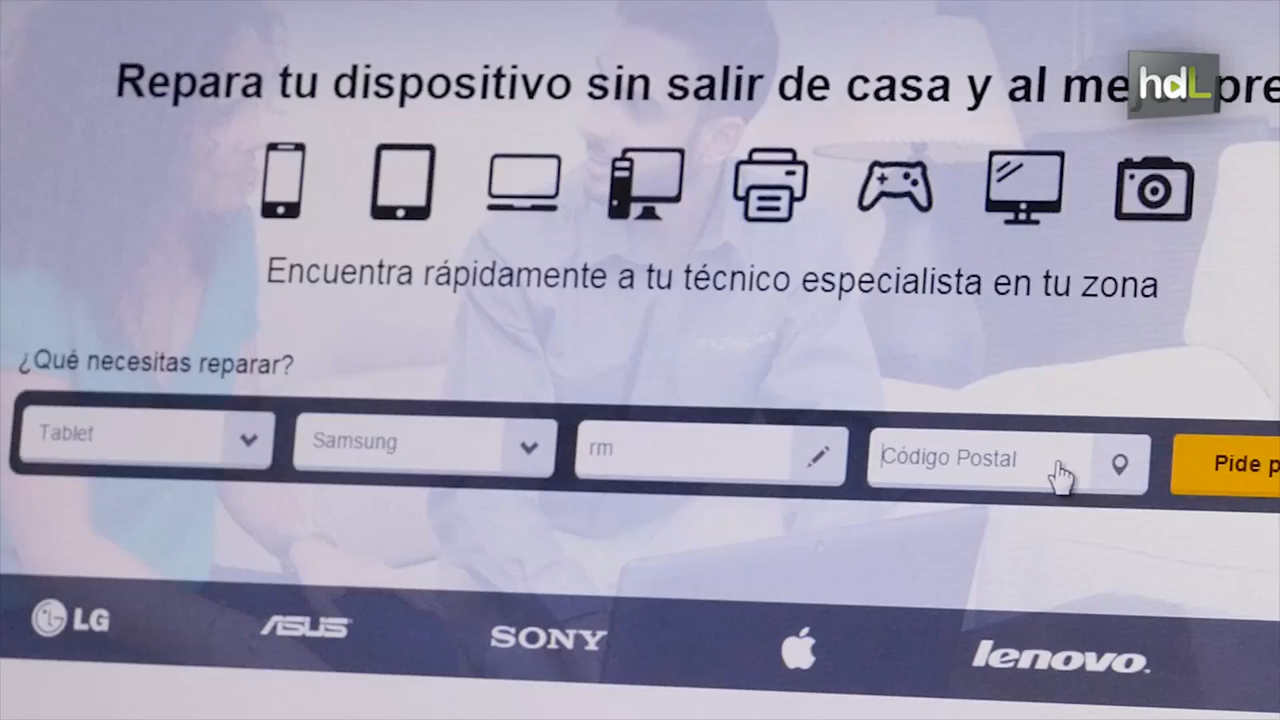 Repara tu dispositivo sin salir de casa y al me
hdL
Encuentra rápidamente a tu técnico especialista en tu zona
¿Qué necesitas reparar?
Tablet
Samsung
rm
Código Postal
Pide p
LG
ASUS
SONY
lenovo